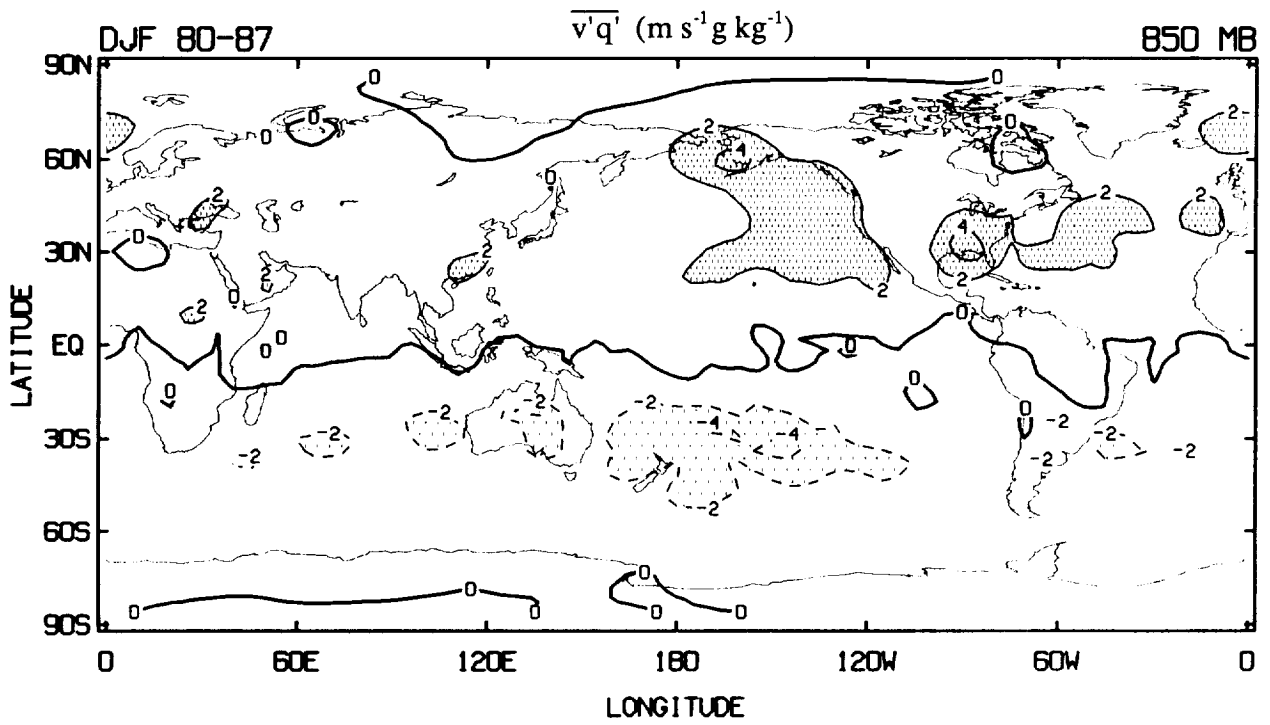 v'q' (m s⁻¹g kg⁻¹)
DJF 80-87
850 MB
90N
60N
30N
EQ
30S
60S
90S
LATITUDE
0 60E 120E 180 120W 60W 0
LONGITUDE
0 0
0 0 0
2 4 2
0 2 2 2
0 2 4
2 2 2
0 2
0 0 0 0
0 0 0
-2 -2 -2 0 -2
-2 -4 -4 -2
-2 -2 -2
-2
0 0
0 0 0 0